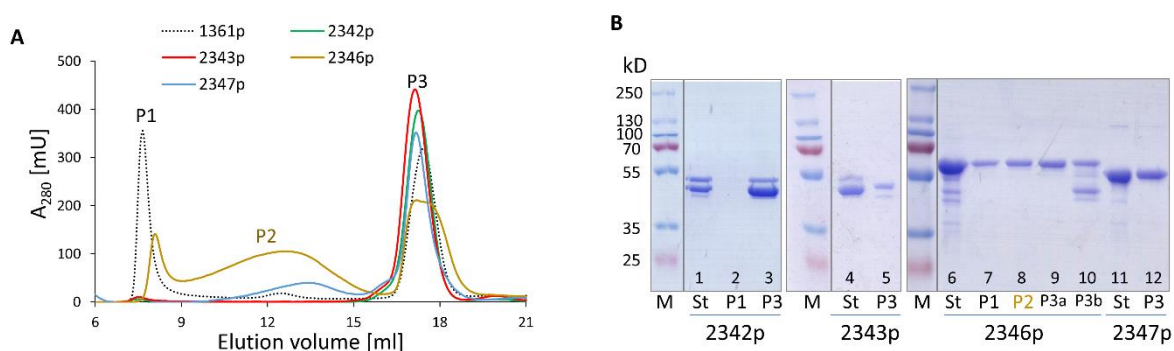 A
1361p 2342p
2343p 2346p
2347p
500
400
300
200
100
0
A280 [mU]
P1
P2
P3
6 9 12 15 18 21
Elution volume [ml]
B
kD
250
130
100
70
55
35
25
1 2 3 4 5 6 7 8 9 10 11 12
M St P1 P3 M St P3 M St P1 P2 P3a P3b St P3
2342p 2343p 2346p 2347p